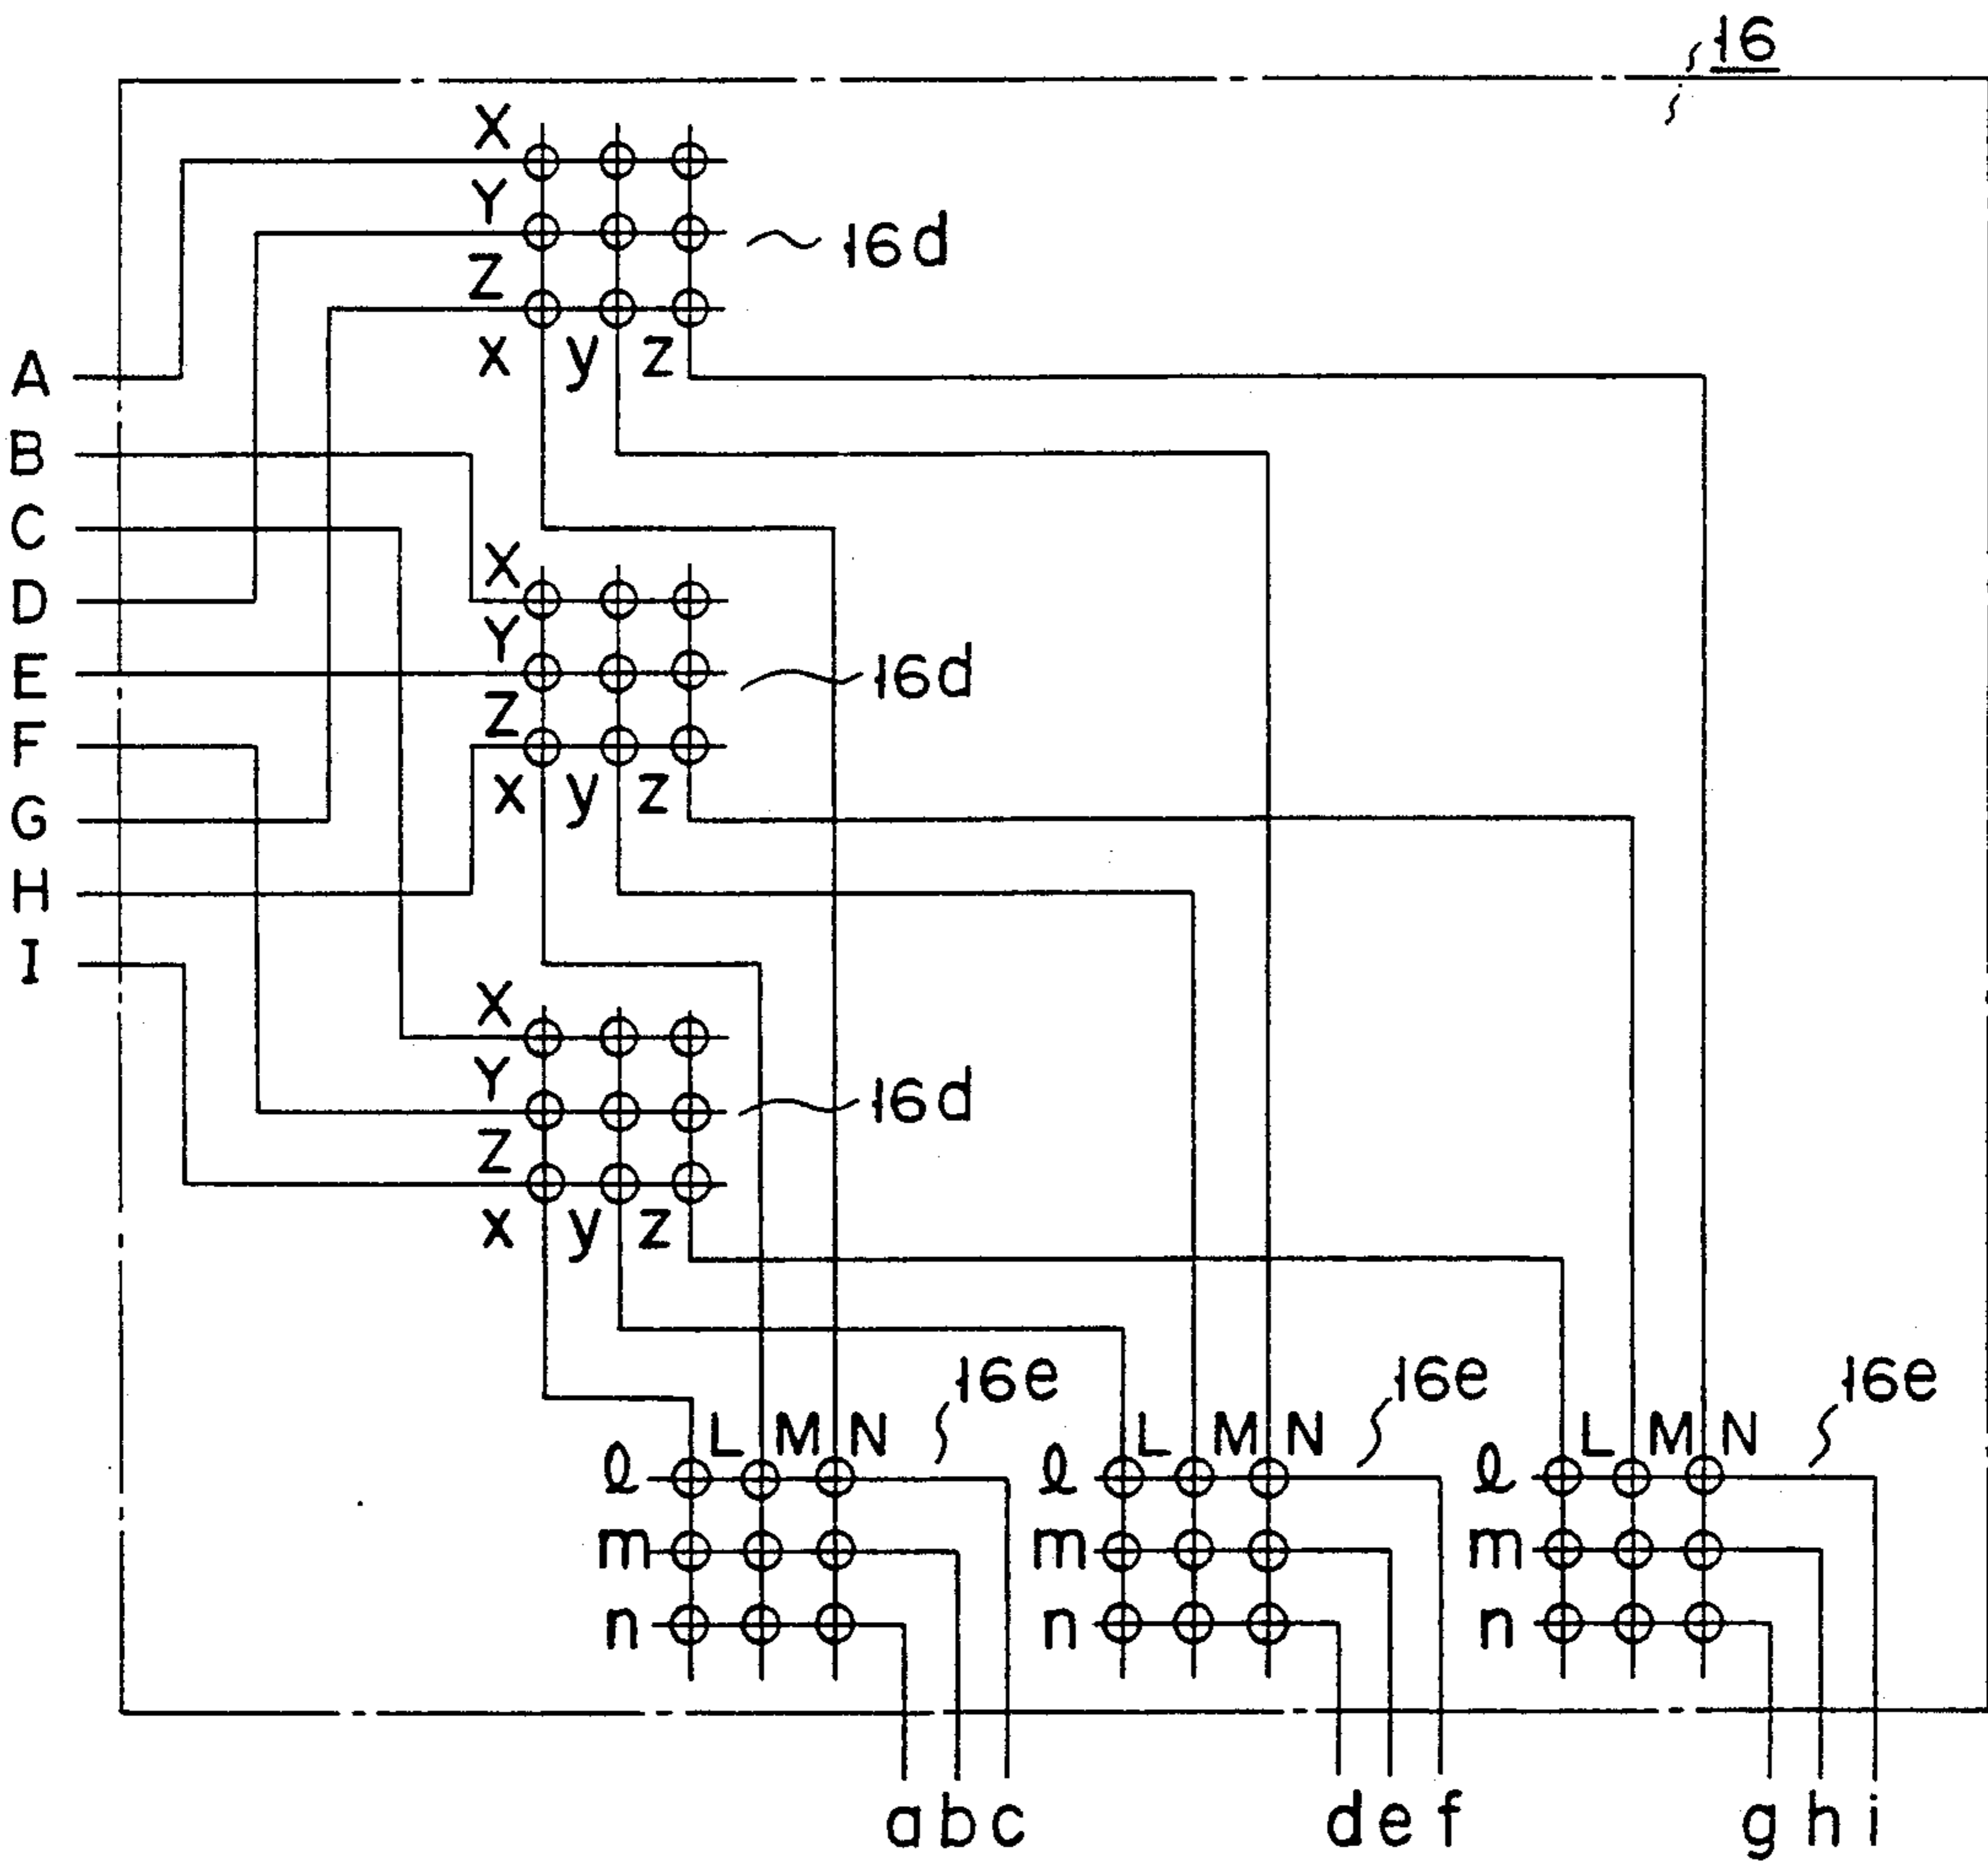 16
X
Y
16d
Z
x y z
A
B
C
X
D
Y
E
16d
Z
F
x y z
G
H
I
X
Y
16d
Z
x y z
16e 16e 16e
L M N L M N L M N
ℓ ℓ ℓ
m m m
n n n
a b c d e f g h i